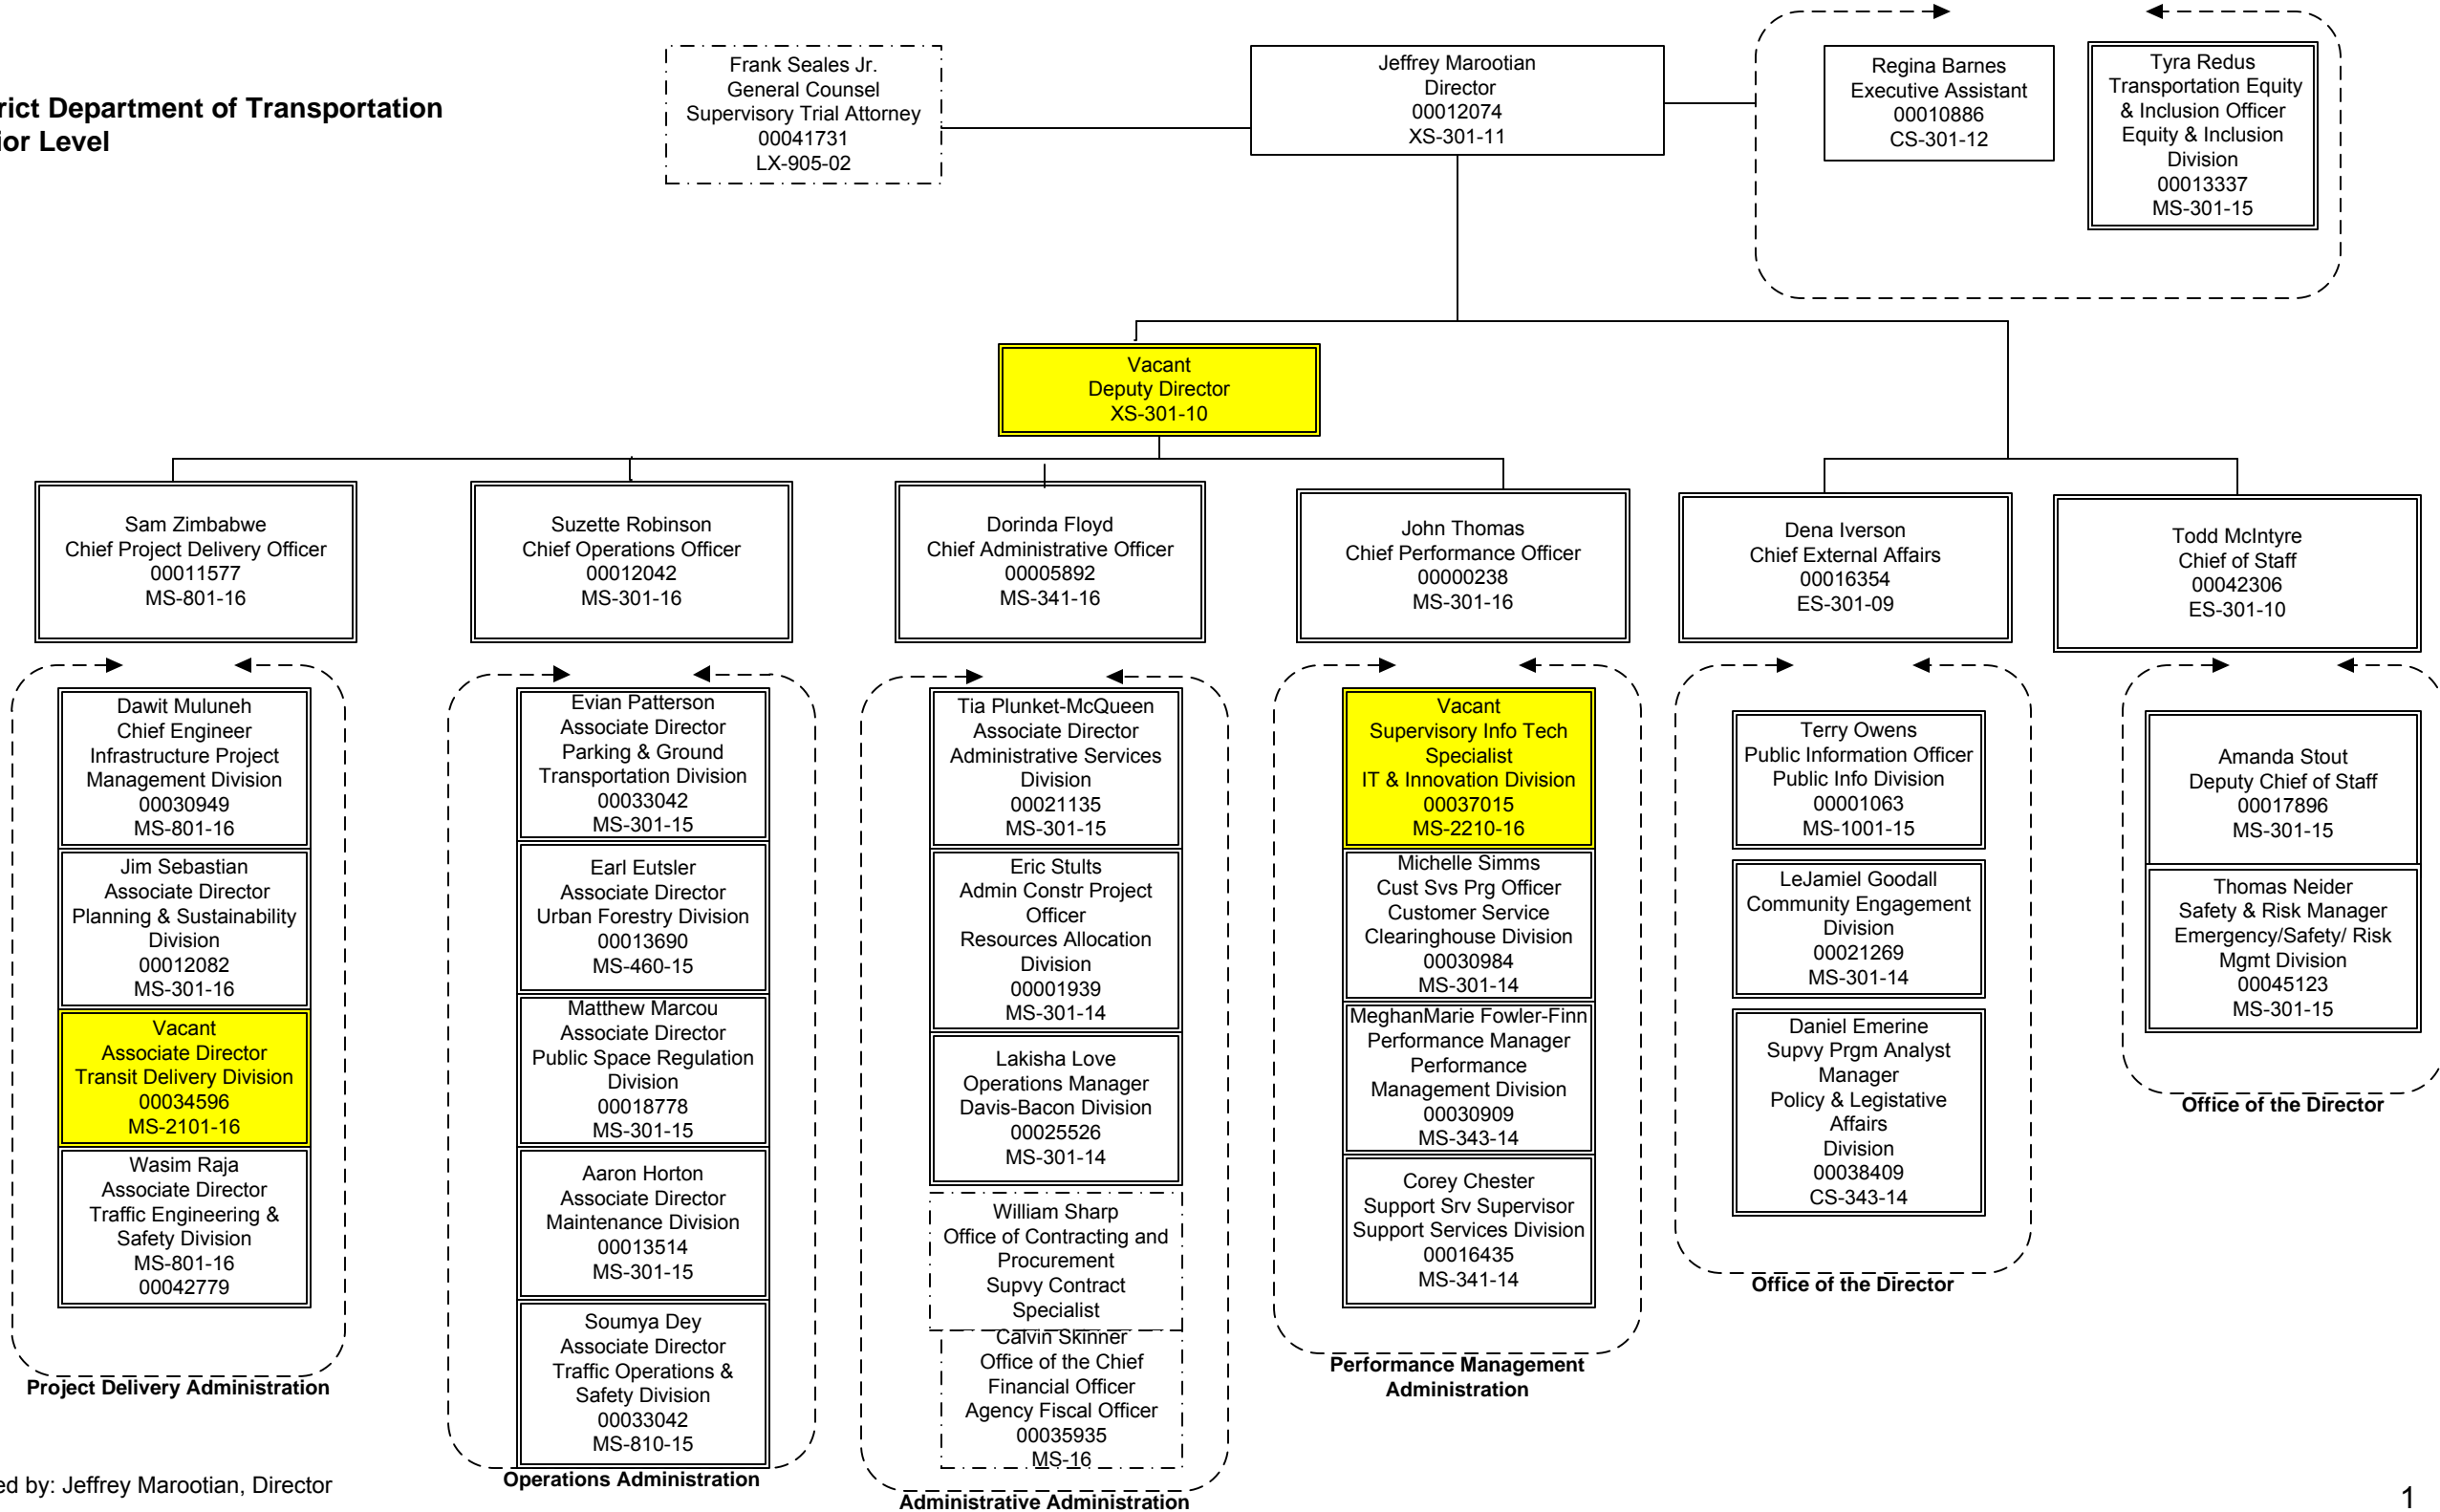 rict Department of Transportation
ior Level
Frank Seales Jr.
General Counsel
Supervisory Trial Attorney
00041731
LX-905-02
Jeffrey Marootian
Director
00012074
XS-301-11
Regina Barnes
Executive Assistant
00010886
CS-301-12
Tyra Redus
Transportation Equity
& Inclusion Officer
Equity & Inclusion
Division
00013337
MS-301-15
Vacant
Deputy Director
XS-301-10
Sam Zimbabwe
Chief Project Delivery Officer
00011577
MS-801-16
Suzette Robinson
Chief Operations Officer
00012042
MS-301-16
Dorinda Floyd
Chief Administrative Officer
00005892
MS-341-16
John Thomas
Chief Performance Officer
00000238
MS-301-16
Dena Iverson
Chief External Affairs
00016354
ES-301-09
Todd McIntyre
Chief of Staff
00042306
ES-301-10
Dawit Muluneh
Chief Engineer
Infrastructure Project
Management Division
00030949
MS-801-16
Jim Sebastian
Associate Director
Planning & Sustainability
Division
00012082
MS-301-16
Vacant
Associate Director
Transit Delivery Division
00034596
MS-2101-16
Wasim Raja
Associate Director
Traffic Engineering &
Safety Division
MS-801-16
00042779
Project Delivery Administration
Evian Patterson
Associate Director
Parking & Ground
Transportation Division
00033042
MS-301-15
Earl Eutsler
Associate Director
Urban Forestry Division
00013690
MS-460-15
Matthew Marcou
Associate Director
Public Space Regulation
Division
00018778
MS-301-15
Aaron Horton
Associate Director
Maintenance Division
00013514
MS-301-15
Soumya Dey
Associate Director
Traffic Operations &
Safety Division
00033042
MS-810-15
Operations Administration
Tia Plunket-McQueen
Associate Director
Administrative Services
Division
00021135
MS-301-15
Eric Stults
Admin Constr Project
Officer
Resources Allocation
Division
00001939
MS-301-14
Lakisha Love
Operations Manager
Davis-Bacon Division
00025526
MS-301-14
William Sharp
Office of Contracting and
Procurement
Supvy Contract
Specialist
Calvin Skinner
Office of the Chief
Financial Officer
Agency Fiscal Officer
00035935
MS-16
Administrative Administration
Vacant
Supervisory Info Tech
Specialist
IT & Innovation Division
00037015
MS-2210-16
Michelle Simms
Cust Svs Prg Officer
Customer Service
Clearinghouse Division
00030984
MS-301-14
MeghanMarie Fowler-Finn
Performance Manager
Performance
Management Division
00030909
MS-343-14
Corey Chester
Support Srv Supervisor
Support Services Division
00016435
MS-341-14
Performance Management
Administration
Terry Owens
Public Information Officer
Public Info Division
00001063
MS-1001-15
LeJamiel Goodall
Community Engagement
Division
00021269
MS-301-14
Daniel Emerine
Supvy Prgm Analyst
Manager
Policy & Legistative
Affairs
Division
00038409
CS-343-14
Office of the Director
Amanda Stout
Deputy Chief of Staff
00017896
MS-301-15
Thomas Neider
Safety & Risk Manager
Emergency/Safety/ Risk
Mgmt Division
00045123
MS-301-15
Office of the Director
ed by: Jeffrey Marootian, Director
1